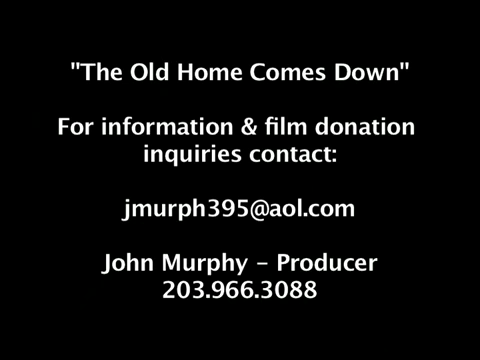 "The Old Home Comes Down"
For information & film donation
inquiries contact:
jmurph395@aol.com
John Murphy - Producer
203.966.3088